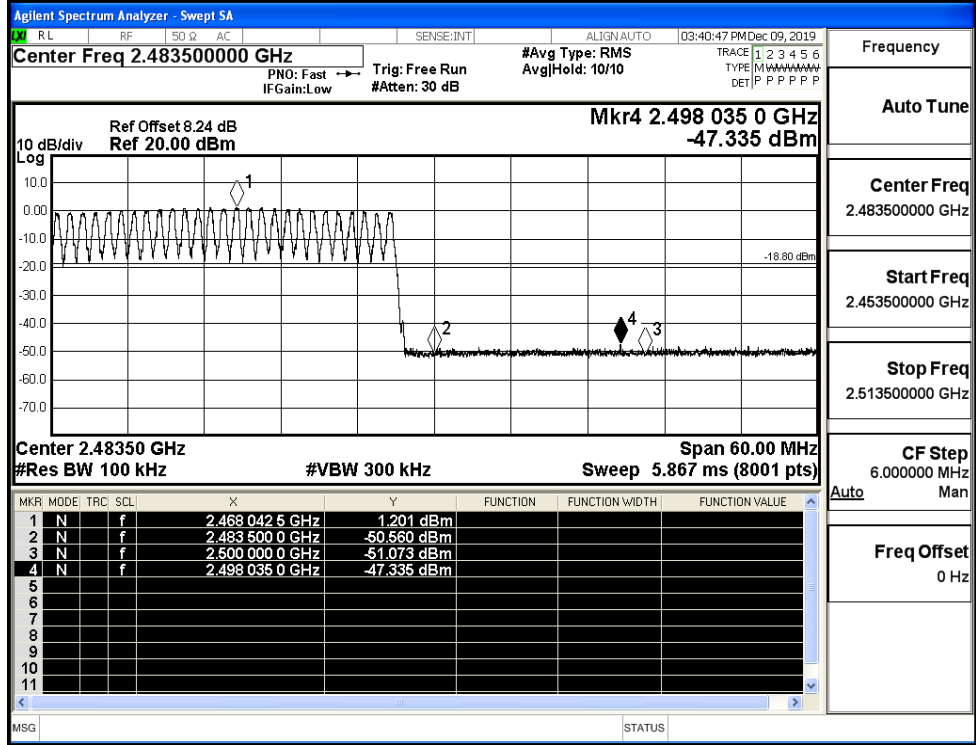 Agilent Spectrum Analyzer - Swept SA
LXI RL RF 50 Ω AC SENSE:INT ALIGN AUTO 03:40:47 PM Dec 09, 2019
Center Freq 2.483500000 GHz
PNO: Fast
IFGain:Low
Trig: Free Run
#Atten: 30 dB
#Avg Type: RMS
Avg|Hold: 10/10
TRACE 1 2 3 4 5 6
TYPE M W W W W W
DET P P P P P P
Ref Offset 8.24 dB
10 dB/div Ref 20.00 dBm
Log
Mkr4 2.498 035 0 GHz
-47.335 dBm
10.0
0.00
-10.0
-20.0
-30.0
-40.0
-50.0
-60.0
-70.0
1
-18.80 dBm
2
4
3
Center 2.48350 GHz Span 60.00 MHz
#Res BW 100 kHz #VBW 300 kHz Sweep 5.867 ms (8001 pts)
MKR MODE TRC SCL X Y FUNCTION FUNCTION WIDTH FUNCTION VALUE
1 N f 2.468 042 5 GHz 1.201 dBm
2 N f 2.483 500 0 GHz -50.560 dBm
3 N f 2.500 000 0 GHz -51.073 dBm
4 N f 2.498 035 0 GHz -47.335 dBm
5
6
7
8
9
10
11
MSG STATUS
Frequency
Auto Tune
Center Freq
2.483500000 GHz
Start Freq
2.453500000 GHz
Stop Freq
2.513500000 GHz
CF Step
6.000000 MHz
Auto Man
Freq Offset
0 Hz